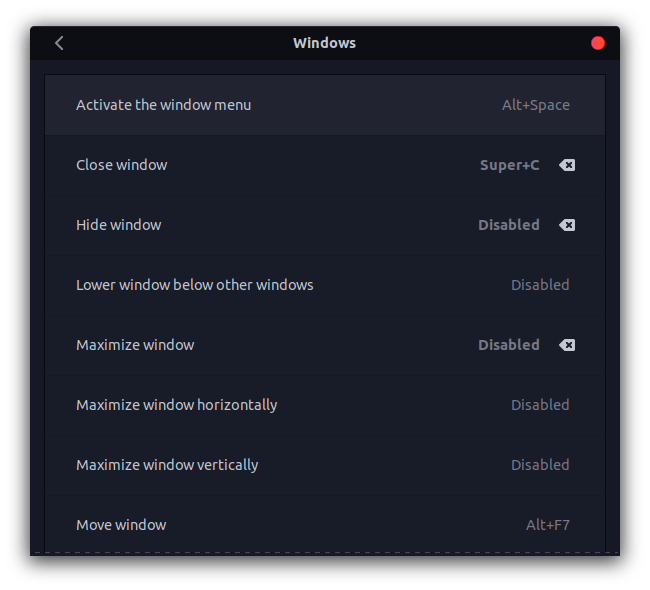 Windows
Activate the window menu Alt+Space
Close window Super+C
Hide window Disabled
Lower window below other windows Disabled
Maximize window Disabled
Maximize window horizontally Disabled
Maximize window vertically Disabled
Move window Alt+F7